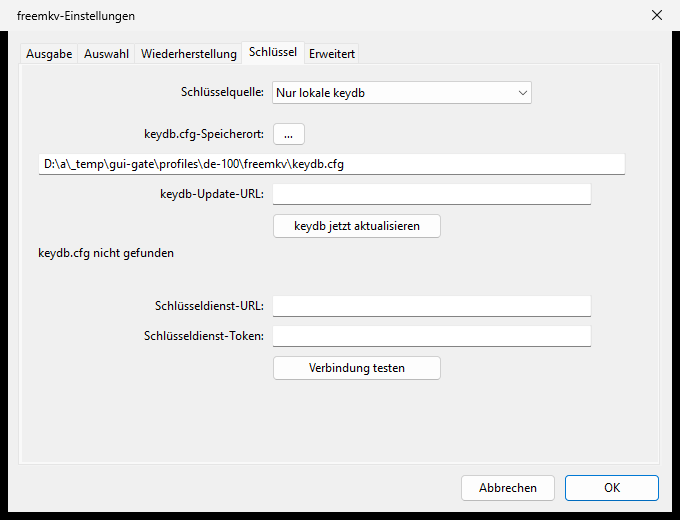 freemkv-Einstellungen
Ausgabe Auswahl Wiederherstellung Schlüssel Erweitert
Schlüsselquelle: Nur lokale keydb
keydb.cfg-Speicherort: ...
D:\a\_temp\gui-gate\profiles\de-100\freemkv\keydb.cfg
keydb-Update-URL:
keydb jetzt aktualisieren
keydb.cfg nicht gefunden
Schlüsseldienst-URL:
Schlüsseldienst-Token:
Verbindung testen
Abbrechen OK